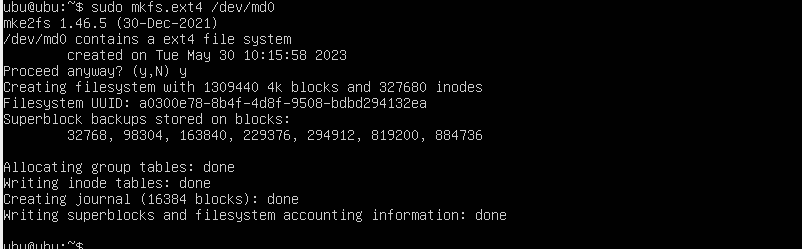 ubu@ubu:~$ sudo mkfs.ext4 /dev/md0
mke2fs 1.46.5 (30-Dec-2021)
/dev/md0 contains a ext4 file system
created on Tue May 30 10:15:58 2023
Proceed anyway? (y,N) y
Creating filesystem with 1309440 4k blocks and 327680 inodes
Filesystem UUID: a0300e78-8b4f-4d8f-9508-bdbd294132ea
Superblock backups stored on blocks:
32768, 98304, 163840, 229376, 294912, 819200, 884736
Allocating group tables: done
Writing inode tables: done
Creating journal (16384 blocks): done
Writing superblocks and filesystem accounting information: done
ubu@ubu:~$